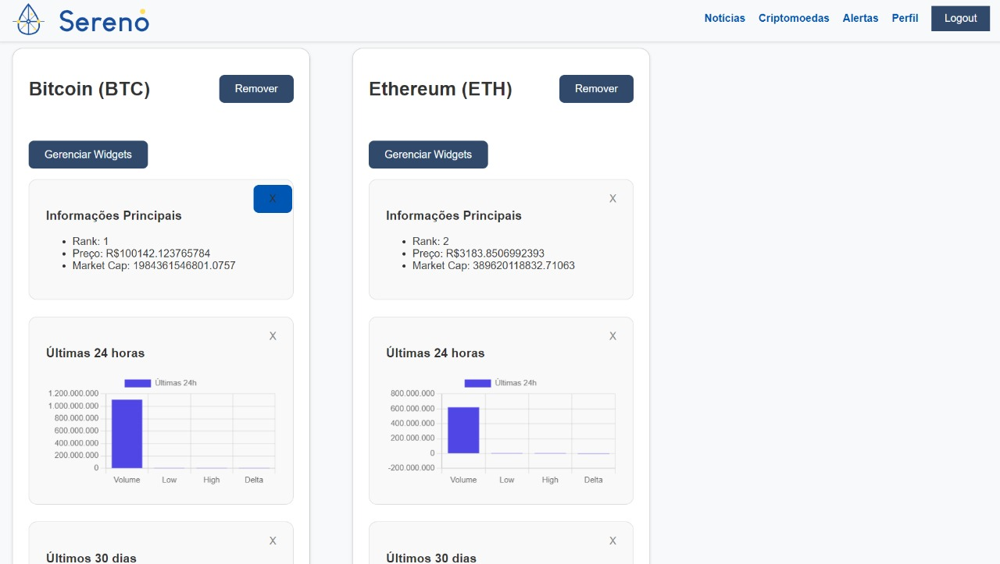 Sereno
Notícias Criptomoedas Alertas Perfil Logout
Bitcoin (BTC)
Remover
Gerenciar Widgets
X
Informações Principais
• Rank: 1
• Preço: R$100142.123765784
• Market Cap: 1984361546801.0757
X
Últimas 24 horas
Últimas 24h
1.200.000.000
1.000.000.000
800.000.000
600.000.000
400.000.000
200.000.000
0
Volume Low High Delta
X
Últimos 30 dias
Ethereum (ETH)
Remover
Gerenciar Widgets
X
Informações Principais
• Rank: 2
• Preço: R$3183.8506992393
• Market Cap: 389620118832.71063
X
Últimas 24 horas
Últimas 24h
800.000.000
600.000.000
400.000.000
200.000.000
0
-200.000.000
Volume Low High Delta
X
Últimos 30 dias